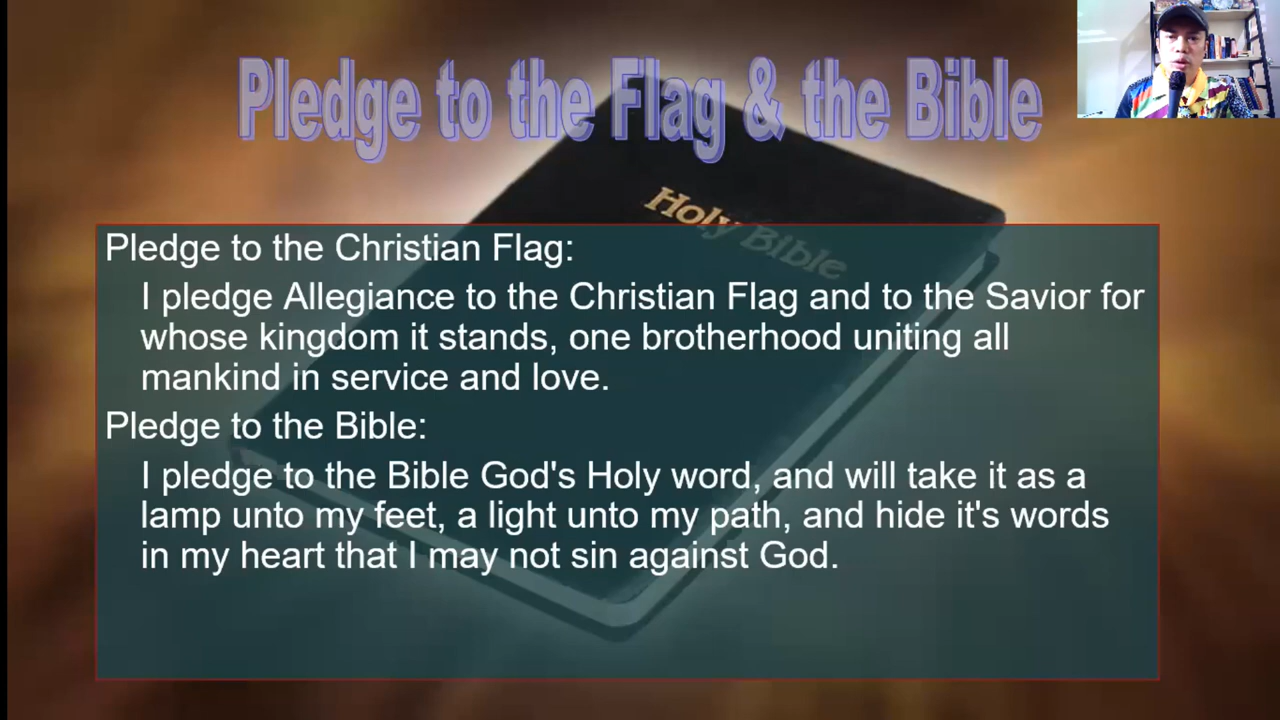 Pledge to the Flag & the Bible
Holy Bible
Pledge to the Christian Flag:
I pledge Allegiance to the Christian Flag and to the Savior for
whose kingdom it stands, one brotherhood uniting all
mankind in service and love.
Pledge to the Bible:
I pledge to the Bible God's Holy word, and will take it as a
lamp unto my feet, a light unto my path, and hide it's words
in my heart that I may not sin against God.